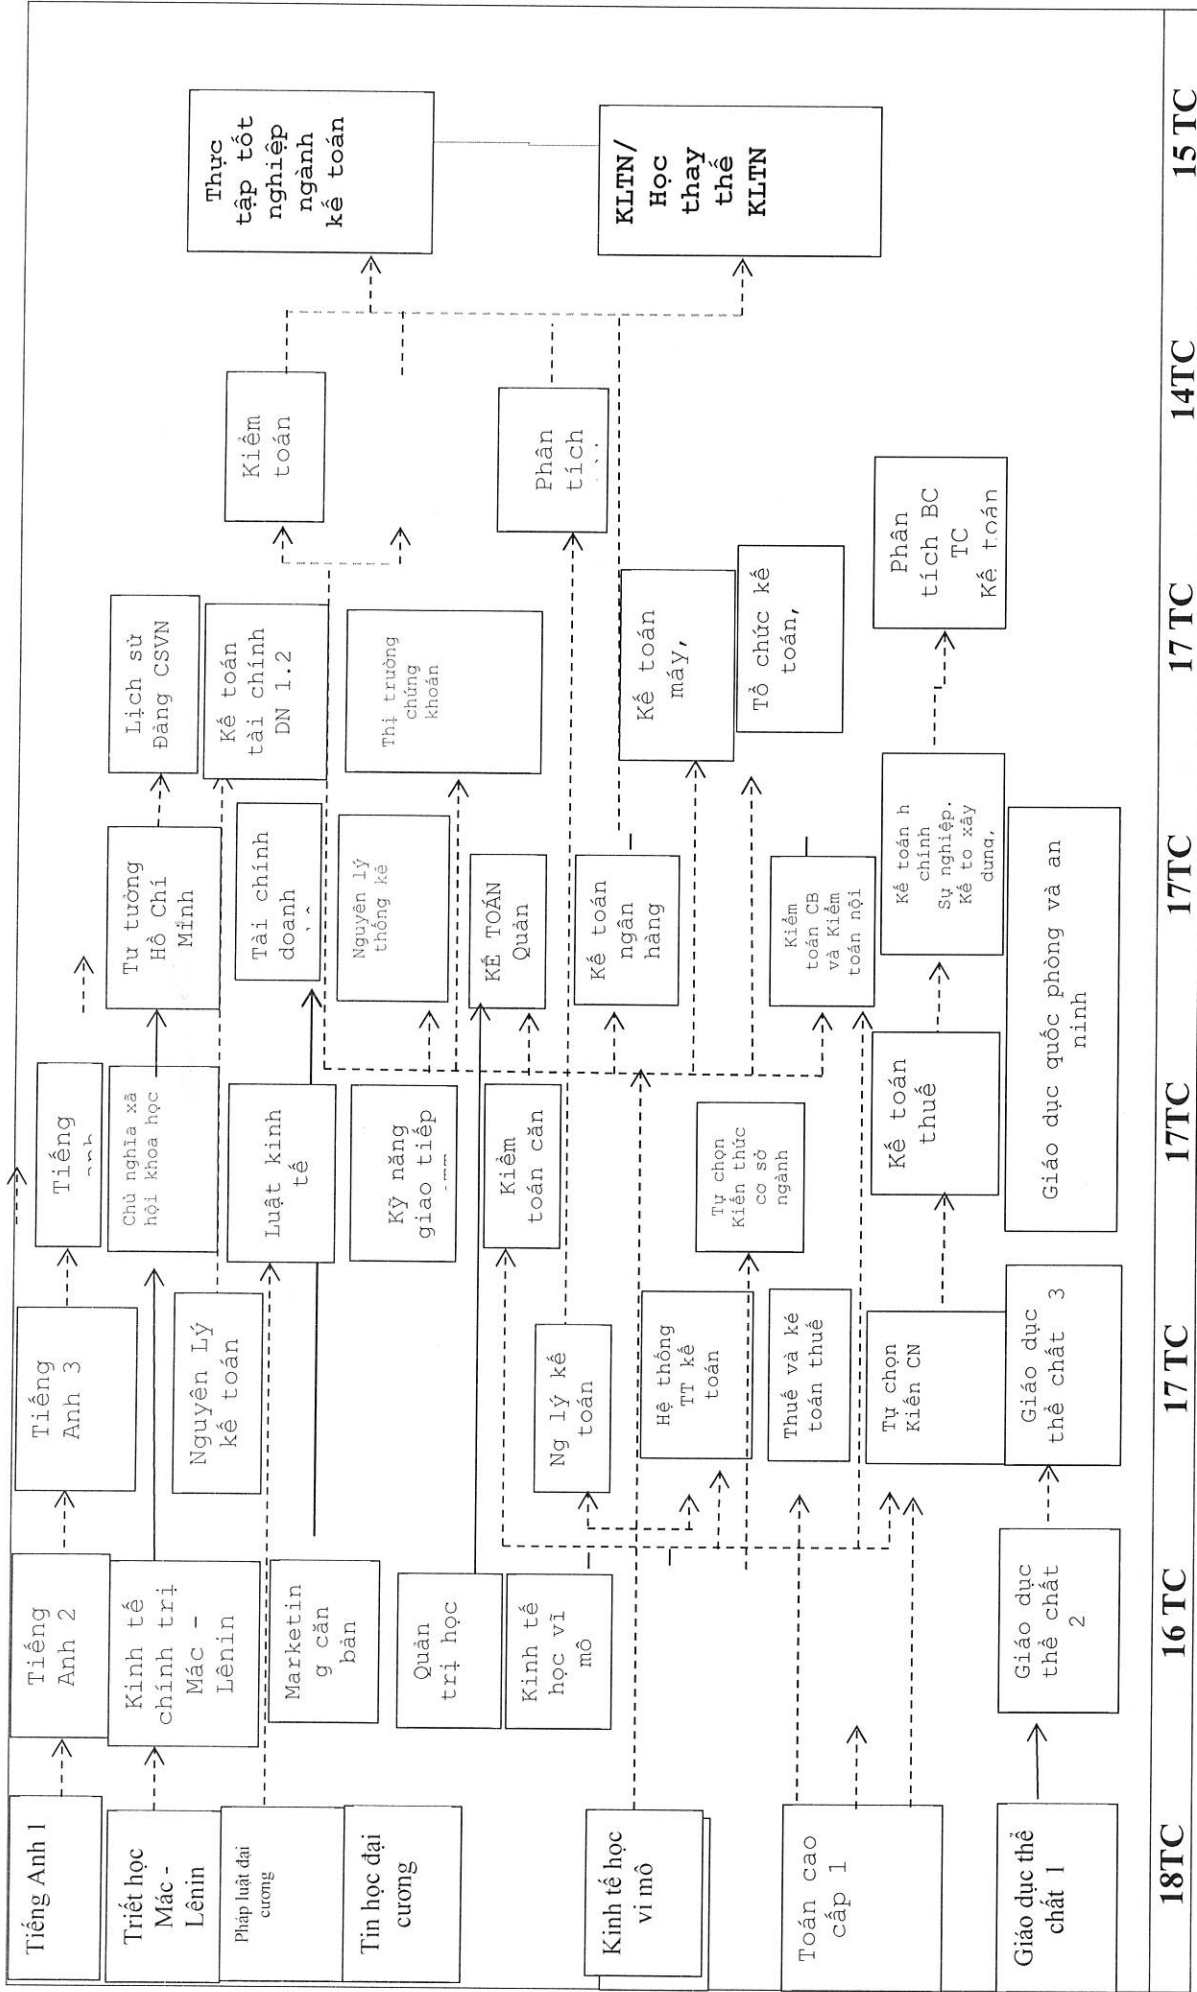 Tiếng Anh 1
Triết học
Mác -
Lênin
Pháp luật đại
cương
Tin học đại
cương
Kinh tế học
vi mô
Toán cao
cấp 1
Giáo dục thể
chất 1
18TC
Tiếng
Anh 2
Kinh tế
chính trị
Mác –
Lênin
Marketin
g căn
bản
Quản
trị học
Kinh tế
học vĩ
mô
Giáo dục
thể chất
2
16 TC
Tiếng
Anh 3
Nguyên Lý
kế toán
Ng lý kế
toán
Hệ thống
TT kế
toán
Thuế và kế
toán thuế
Tự chọn
Kiến CN
Giáo dục
thể chất 3
17 TC
Tiếng
Chủ nghĩa xã
hội khoa học
Luật kinh
tế
Kỹ năng
giao tiếp
Kiểm
toán căn
Tự chọn
Kiến thức
cơ sở
ngành
Kế toán
thuế
Giáo dục quốc phòng và an
ninh
17TC
Tư tưởng
Hồ Chí
Minh
Tài chính
doanh
Nguyên lý
thống kê
KẾ TOÁN
Quản
Kế toán
ngân
hàng
Kiểm
toán CB
và Kiểm
toán nội
Kế toán h
chính
Sự nghiệp.
Kế to xây
dựng,
17TC
Lịch sử
Đảng CSVN
Kế toán
tài chính
DN 1.2
Thị trường
chứng
khoán
Kế toán
máy,
Tổ chức kế
toán,
17 TC
Kiểm
toán
Phân
tích
Phân
tích BC
TC
Kế toán
14TC
Thực
tập tốt
nghiệp
ngành
kế toán
KLTN/
Học
thay
thế
KLTN
15 TC